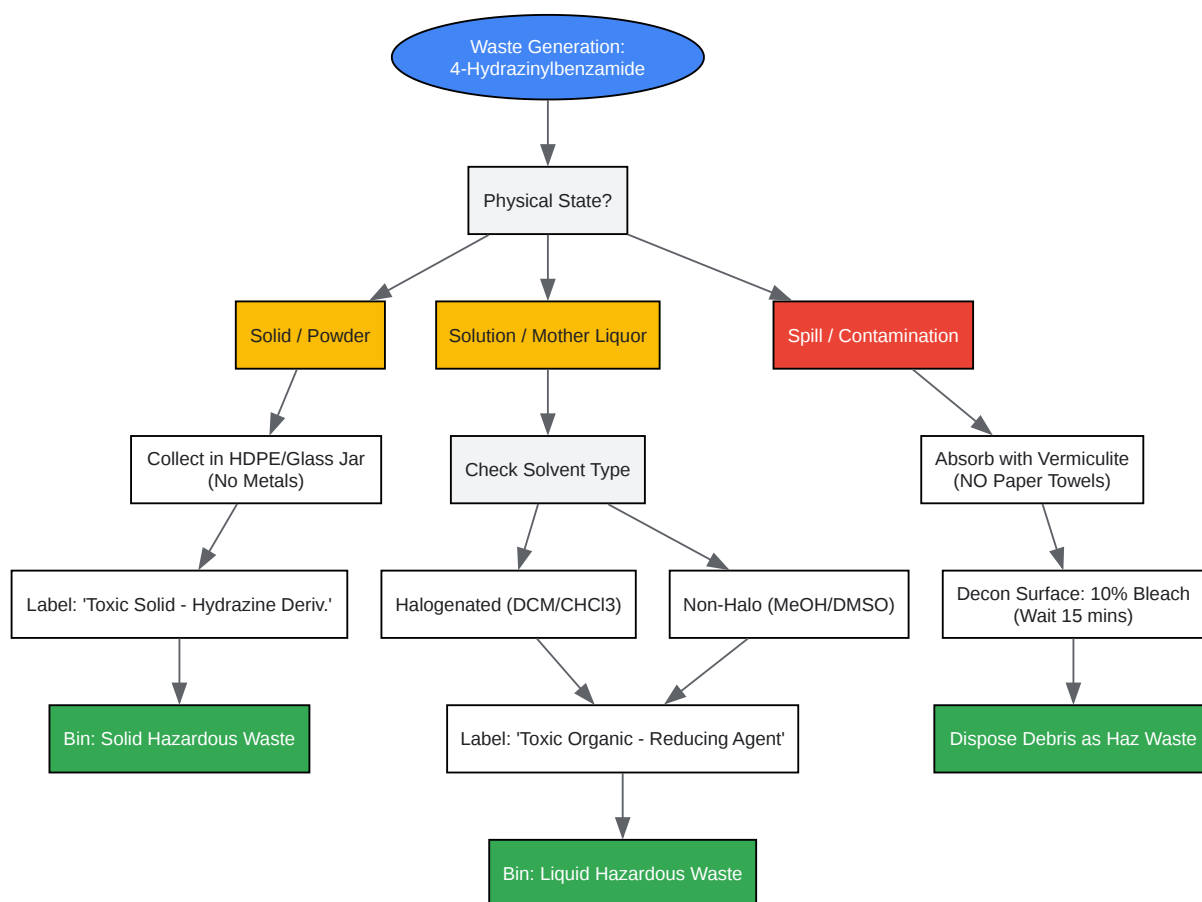 Waste Generation:
4-Hydrazinylbenzamide
Physical State?
Solid / Powder
Solution / Mother Liquor
Spill / Contamination
Collect in HDPE/Glass Jar
(No Metals)
Check Solvent Type
Absorb with Vermiculite
(NO Paper Towels)
Label: 'Toxic Solid - Hydrazine Deriv.'
Halogenated (DCM/CHCl3)
Non-Halo (MeOH/DMSO)
Decon Surface: 10% Bleach
(Wait 15 mins)
Bin: Solid Hazardous Waste
Label: 'Toxic Organic - Reducing Agent'
Dispose Debris as Haz Waste
Bin: Liquid Hazardous Waste